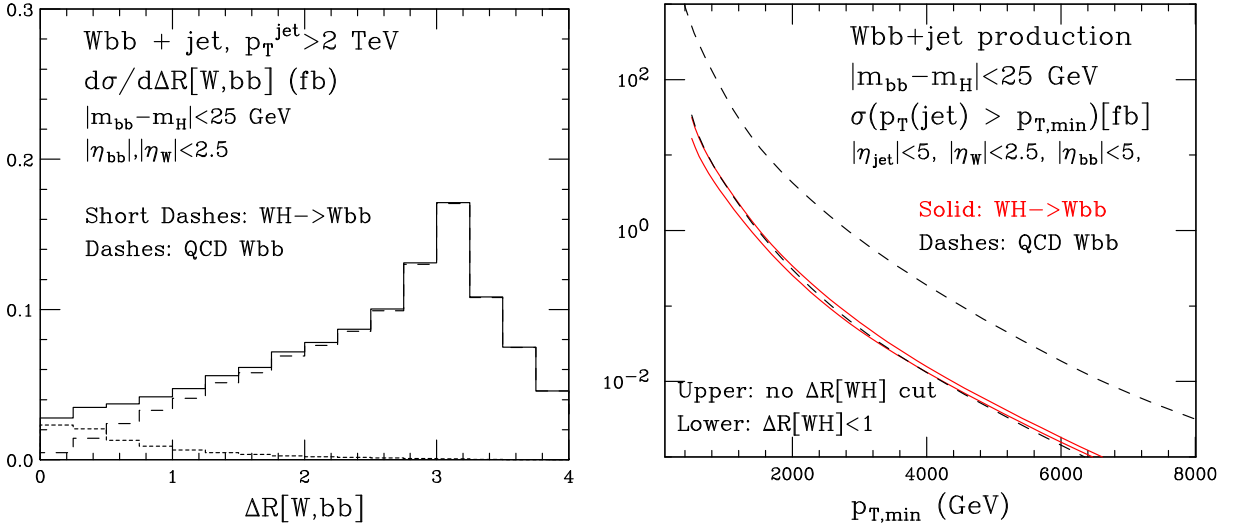 Wbb + jet, p_T^jet>2 TeV
dσ/dΔR[W,bb] (fb)
|m_bb−m_H|<25 GeV
|η_bb|,|η_W|<2.5
Short Dashes: WH−>Wbb
Dashes: QCD Wbb
0.3
0.2
0.1
0.0
0 1 2 3 4
ΔR[W,bb]
Wbb+jet production
|m_bb−m_H|<25 GeV
σ(p_T(jet) > p_T,min)[fb]
|η_jet|<5, |η_W|<2.5, |η_bb|<5,
Solid: WH−>Wbb
Dashes: QCD Wbb
Upper: no ΔR[WH] cut
Lower: ΔR[WH]<1
10^2
10^0
10^−2
2000 4000 6000 8000
p_T,min (GeV)